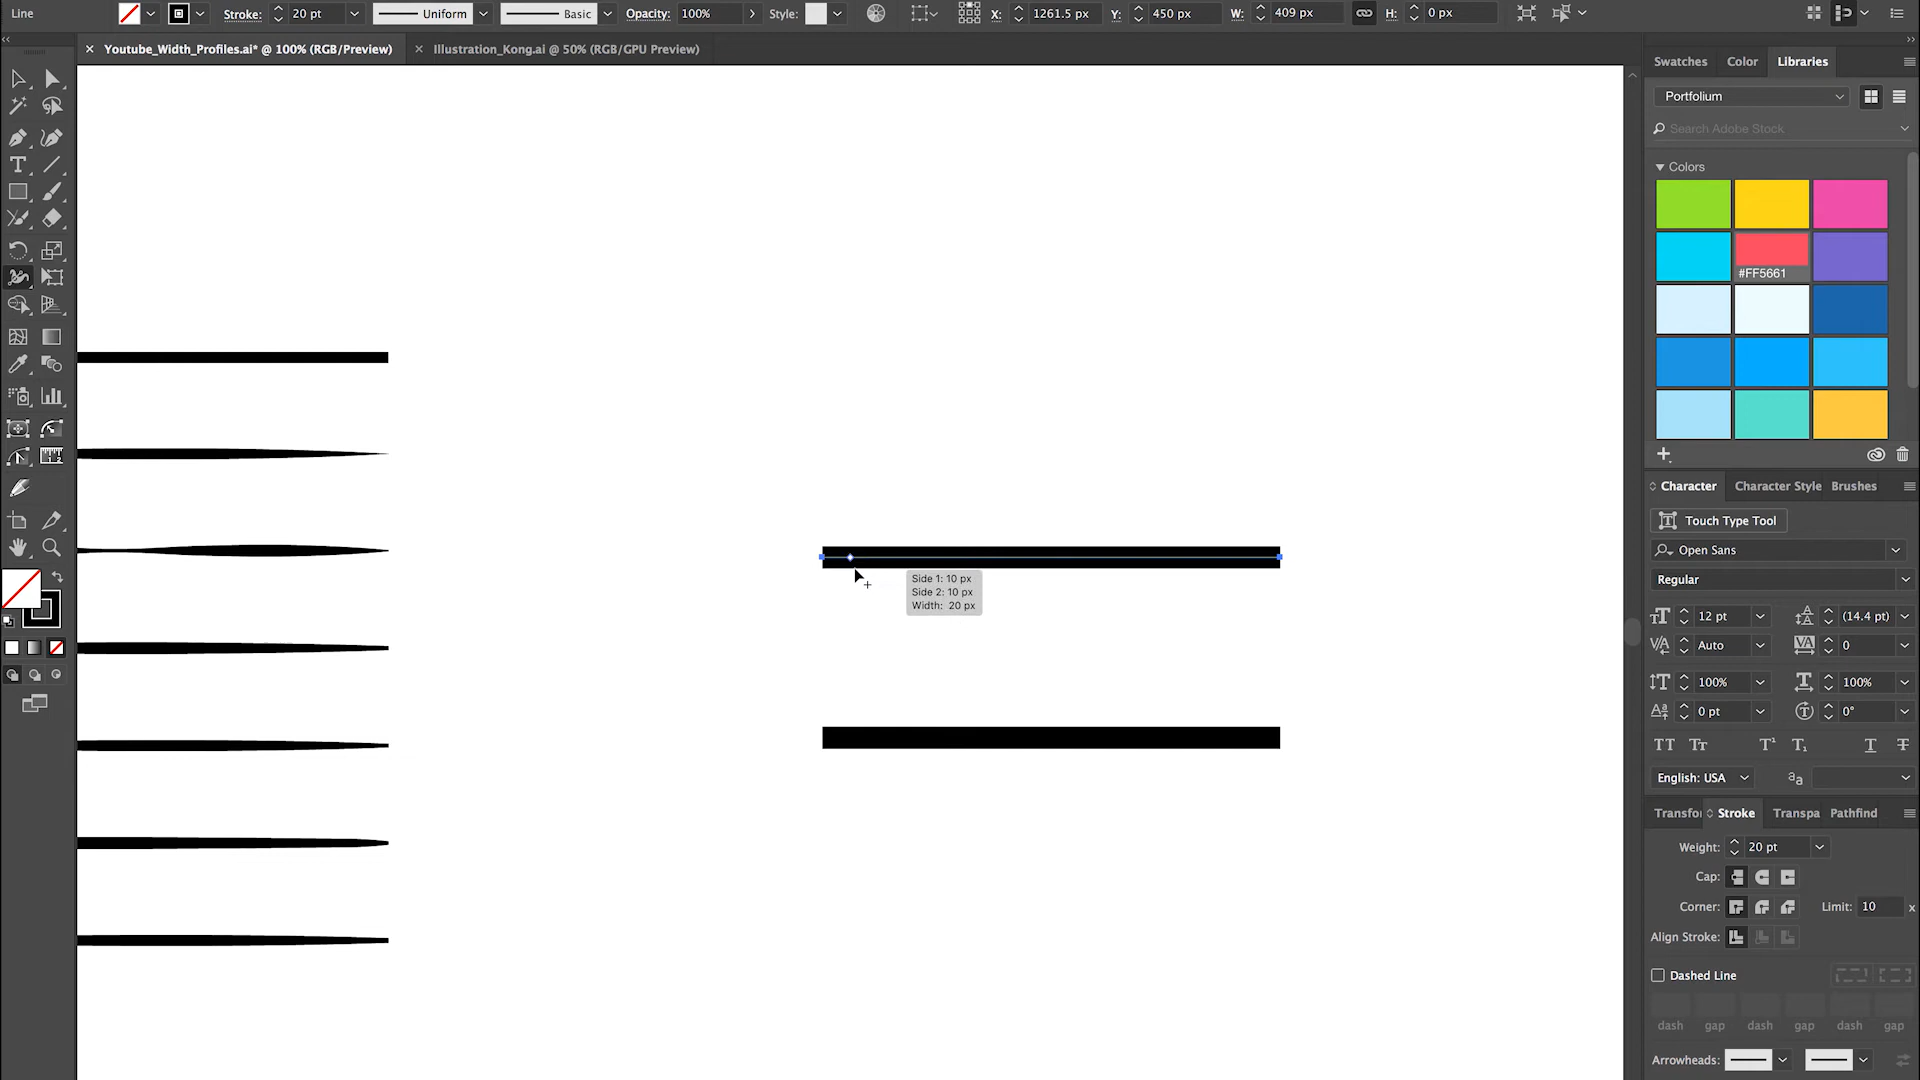 Line Stroke: 20 pt Uniform Basic Opacity: 100% Style: X: 1261.5 px Y: 450 px W: 409 px H: 0 px
Youtube_Width_Profiles.ai* @ 100% (RGB/Preview) Illustration_Kong.ai @ 50% (RGB/GPU Preview)
Swatches Color Libraries
Portfolium
Search Adobe Stock
Colors
#FF5661
Side 1: 10 px
Side 2: 10 px
Width: 20 px
Character Character Style Brushes
Touch Type Tool
Open Sans
Regular
12 pt (14.4 pt)
Auto 0
100% 100%
0 pt 0°
English: USA
Transfo Stroke Transpa Pathfind
Weight: 20 pt
Cap:
Corner: Limit: 10 x
Align Stroke:
Dashed Line
dash gap dash gap dash gap
Arrowheads: